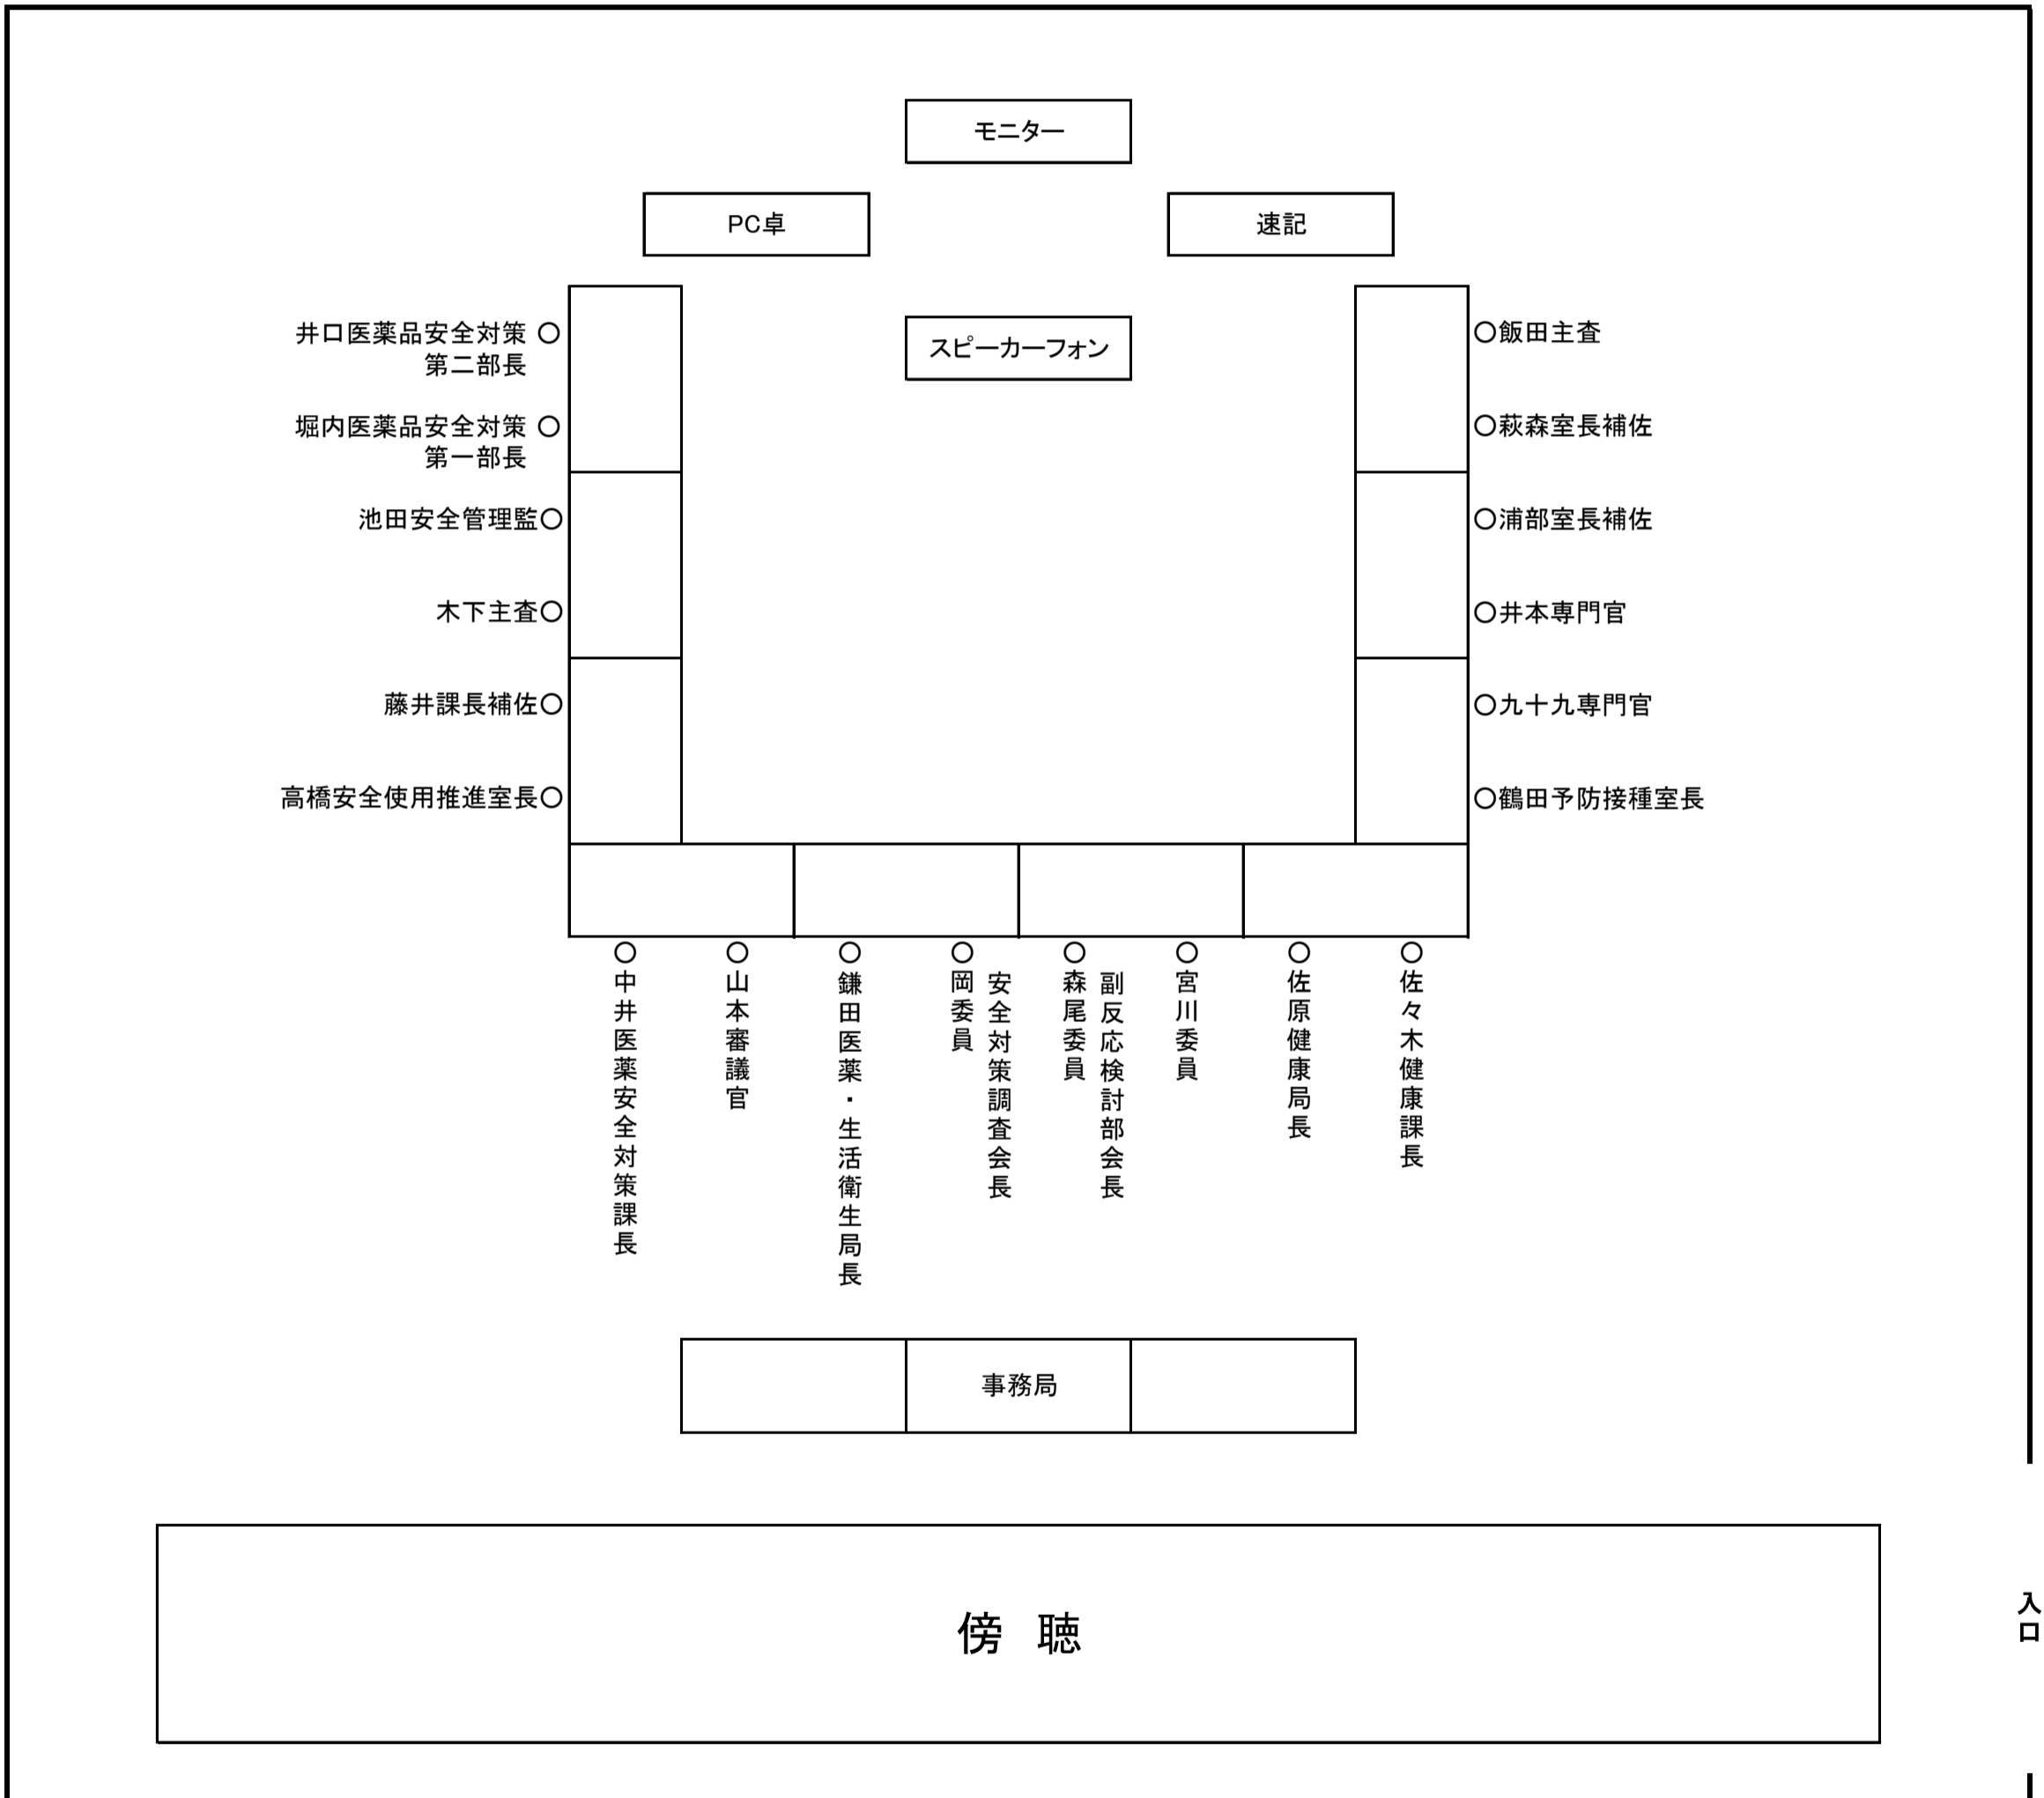 モニター
PC卓
速記
スピーカーフォン
井口医薬品安全対策 ○
第二部長
堀内医薬品安全対策 ○
第一部長
池田安全管理監○
木下主査○
藤井課長補佐○
高橋安全使用推進室長○
○飯田主査
○萩森室長補佐
○浦部室長補佐
○井本専門官
○九十九専門官
○鶴田予防接種室長
○中井医薬安全対策課長
○山本審議官
○鎌田医薬・生活衛生局長
○岡委員
安全対策調査会長
○森尾委員
副反応検討部会長
○宮川委員
○佐原健康局長
○佐々木健康課長
事務局
傍　聴
入口